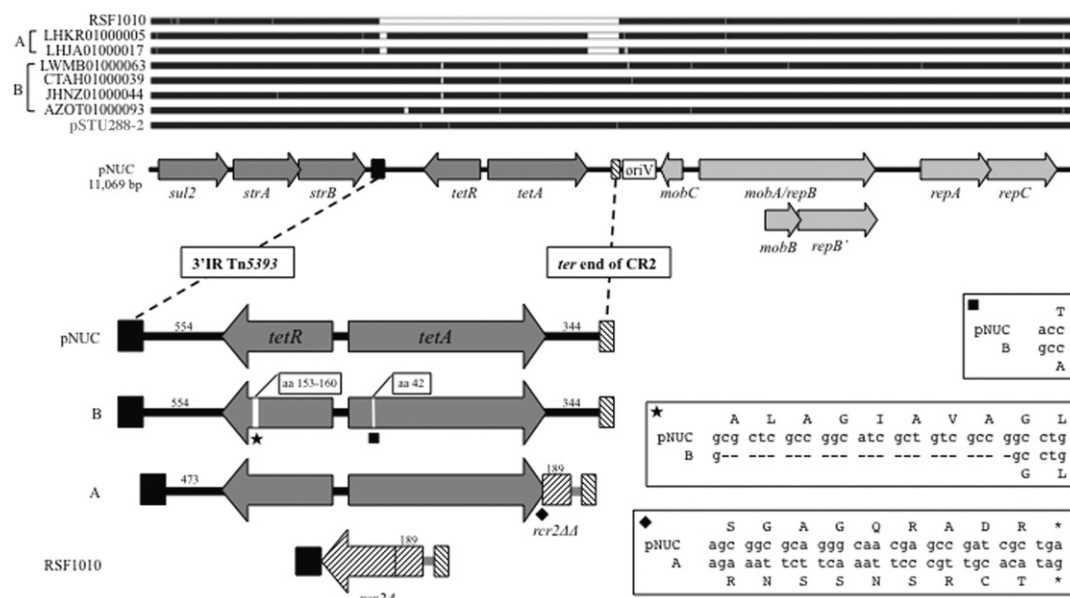 RSF1010
A LHKR01000005
LHJA01000017
B LWMB01000063
CTAH01000039
JHNZ01000044
AZOT01000093
pSTU288-2
pNUC
11,069 bp
oriV
sul2 strA strB tetR tetA mobC mobA/repB repA repC
mobB repB´
3'IR Tn5393
ter end of CR2
pNUC 554 tetR tetA 344
aa 153-160 aa 42
B 554 344
★ ■
A 473 189
◆
rcr2ΔΔ
RSF1010 189
■ T
pNUC acc
B gcc
A
★ A L A G I A V A G L
pNUC gcg ctc gcc ggc atc gct gtc gcc ggc ctg
B g-- --- --- --- --- --- --- --- -gc cctg
G L
◆ S G A G Q R A D R *
pNUC agc ggc gca ggg caa cga gcc gat cgc tga
A aga aat tct tca aat tcc cgt tgc aca tag
R N S S N S R C T *